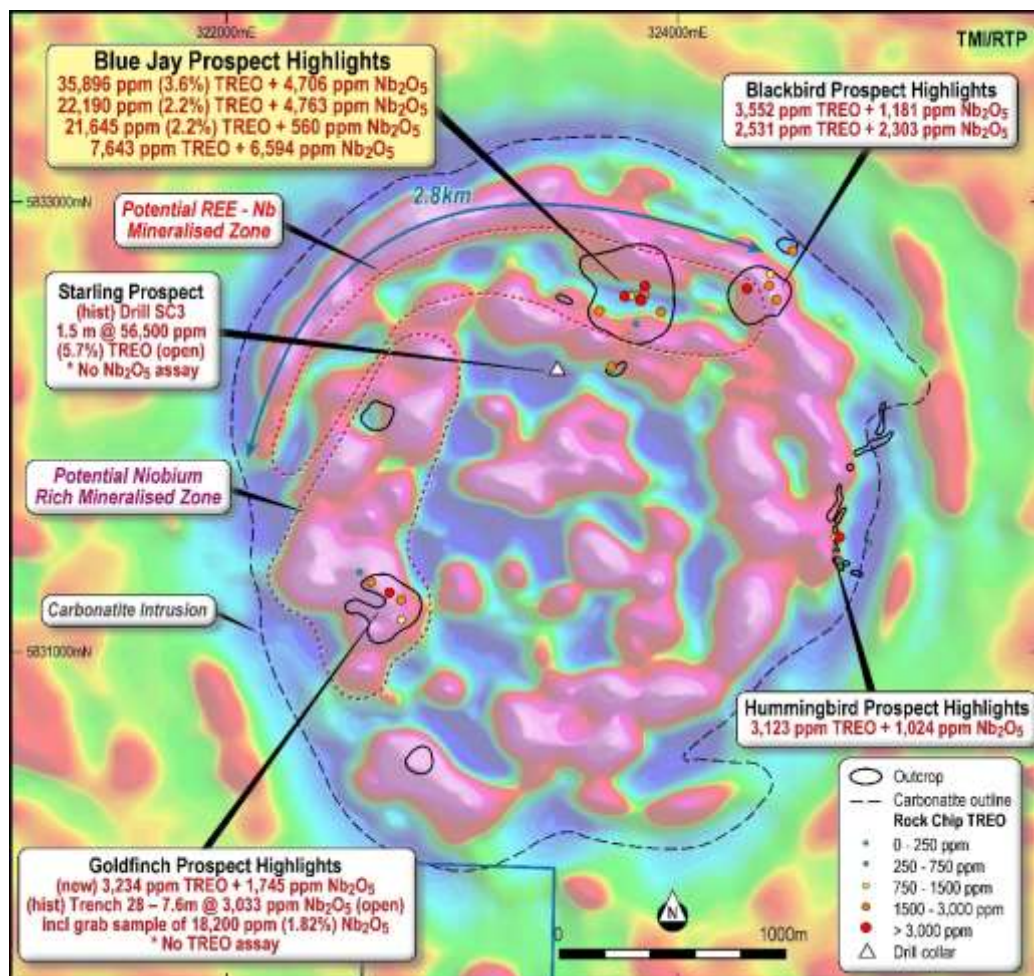 322000mE
324000mE
TMI/RTP
Blue Jay Prospect Highlights
35,896 ppm (3.6%) TREO + 4,706 ppm Nb₂O₅
22,190 ppm (2.2%) TREO + 4,763 ppm Nb₂O₅
21,645 ppm (2.2%) TREO + 560 ppm Nb₂O₅
7,643 ppm TREO + 6,594 ppm Nb₂O₅
Blackbird Prospect Highlights
3,552 ppm TREO + 1,181 ppm Nb₂O₅
2,531 ppm TREO + 2,303 ppm Nb₂O₅
5833000mN
2.8km
Potential REE - Nb
Mineralised Zone
Starling Prospect
(hist) Drill SC3
1.5 m @ 56,500 ppm
(5.7%) TREO (open)
* No Nb₂O₅ assay
Potential Niobium
Rich Mineralised Zone
Carbonatite Intrusion
5831000mN
Hummingbird Prospect Highlights
3,123 ppm TREO + 1,024 ppm Nb₂O₅
Goldfinch Prospect Highlights
(new) 3,234 ppm TREO + 1,745 ppm Nb₂O₅
(hist) Trench 28 – 7.6m @ 3,033 ppm Nb₂O₅ (open)
incl grab sample of 18,200 ppm (1.82%) Nb₂O₅
* No TREO assay
N
0
1000m
Outcrop
Carbonatite outline
Rock Chip TREO
0 - 250 ppm
250 - 750 ppm
750 - 1500 ppm
1500 - 3,000 ppm
> 3,000 ppm
Drill collar